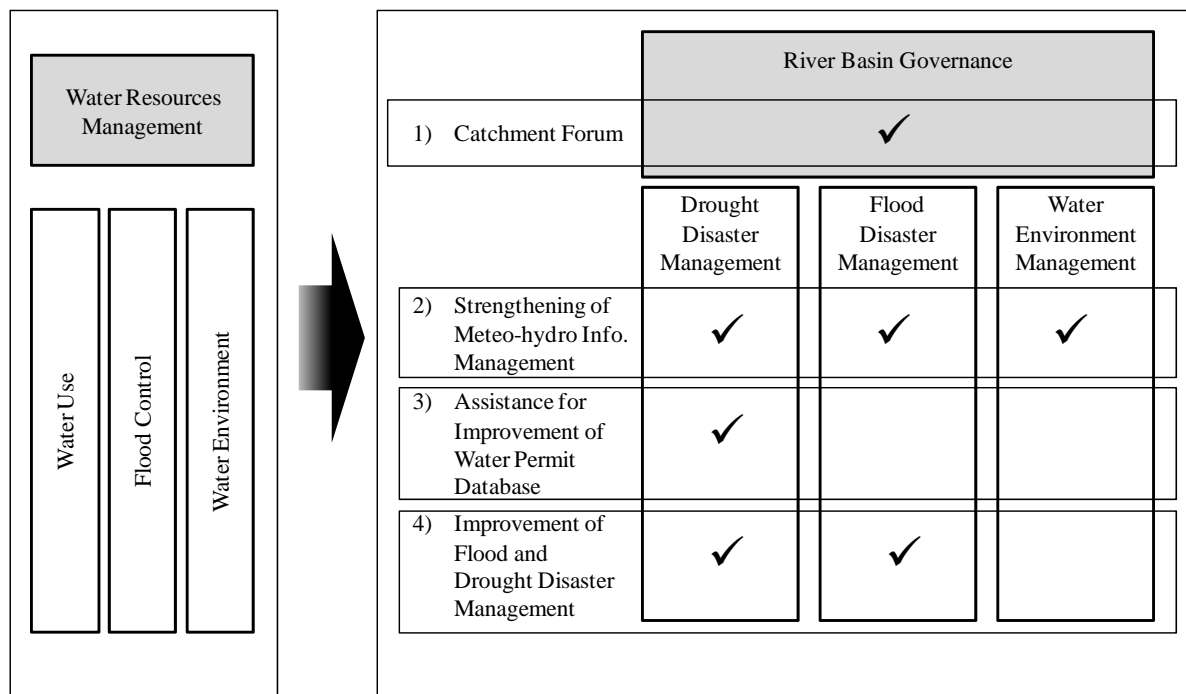 Water Resources
Management
Water Use
Flood Control
Water Environment
River Basin Governance
1) Catchment Forum
✓
Drought
Disaster
Management
Flood
Disaster
Management
Water
Environment
Management
2) Strengthening of
Meteo-hydro Info.
Management
✓ ✓ ✓
3) Assistance for
Improvement of
Water Permit
Database
✓
4) Improvement of
Flood and
Drought Disaster
Management
✓ ✓